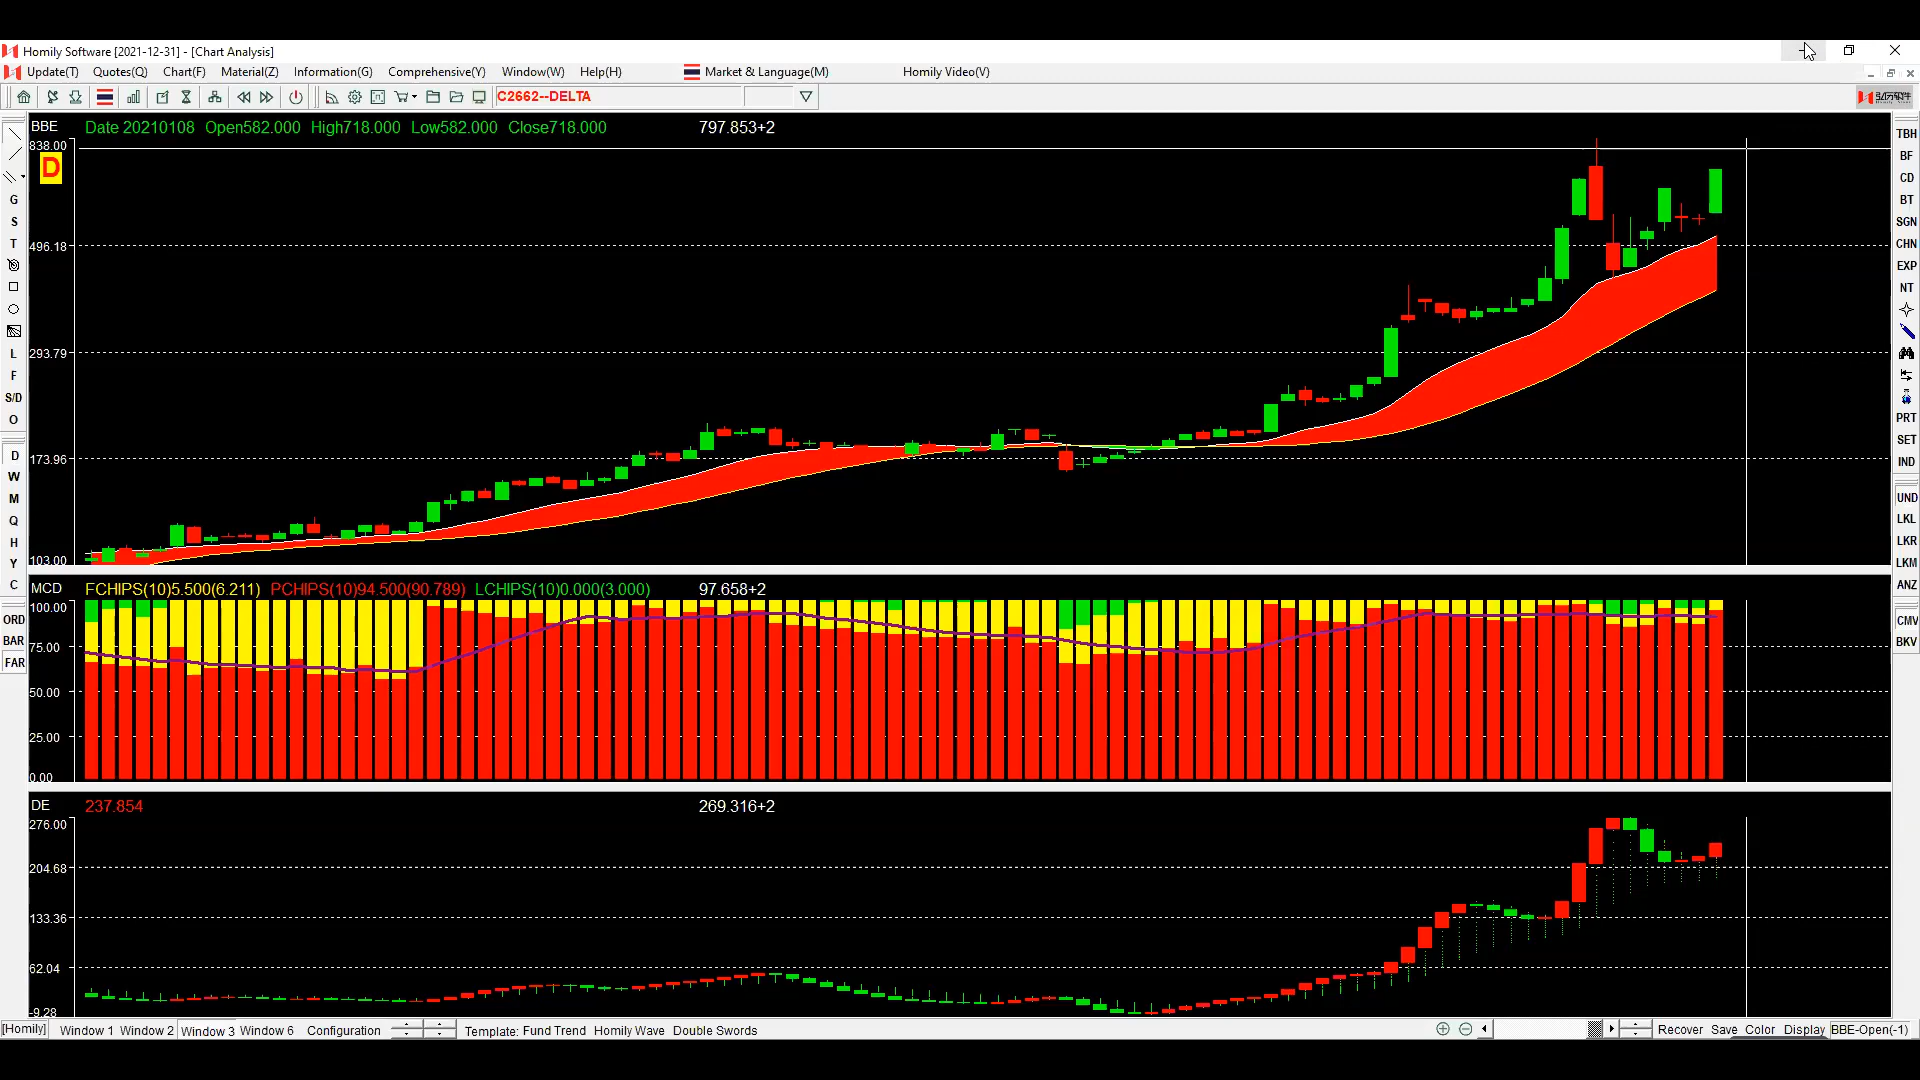 Homily Software [2021-12-31] - [Chart Analysis]
Update(T) Quotes(Q) Chart(F) Material(Z) Information(G) Comprehensive(Y) Window(W) Help(H) Market & Language(M) Homily Video(V)
C2662--DELTA
弘历软件
BBE Date 20210108 Open582.000 High718.000 Low582.000 Close718.000 797.853+2
838.00
D
496.18
293.79
173.96
103.00
MCD FCHIPS(10)5.500(6.211) PCHIPS(10)94.500(90.789) LCHIPS(10)0.000(3.000) 97.658+2
100.00
75.00
50.00
25.00
0.00
DE 237.854 269.316+2
276.00
204.68
133.36
62.04
-9.28
G
S
T
L
F
S/D
O
D
W
M
Q
H
Y
C
ORD
BAR
FAR
TBH
BF
CD
BT
SGN
CHN
EXP
NT
PRT
SET
IND
UND
LKL
LKR
LKM
ANZ
CMV
BKV
[Homily] Window 1 Window 2 Window 3 Window 6 Configuration Template: Fund Trend Homily Wave Double Swords Recover Save Color Display BBE-Open(-1)